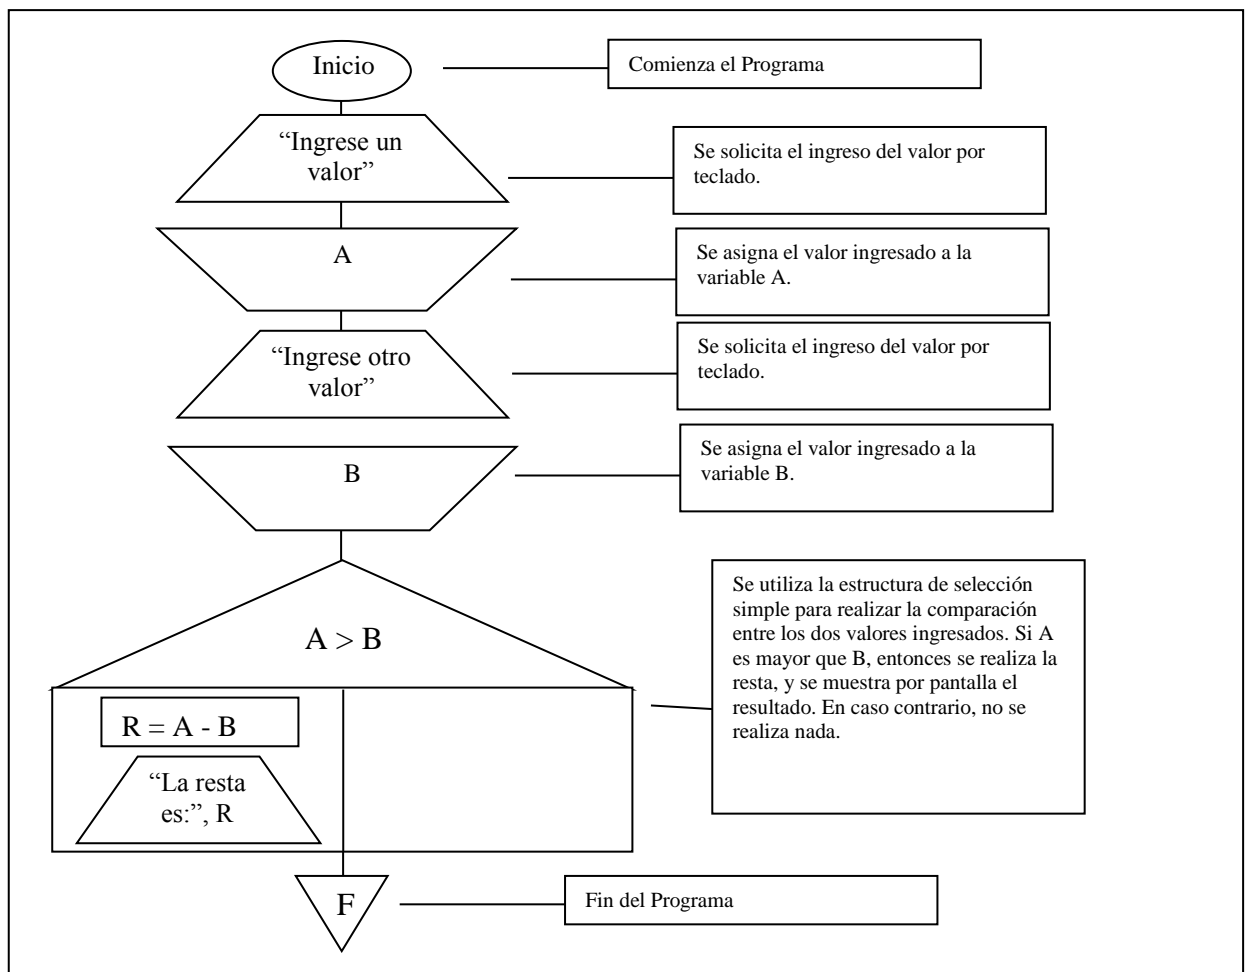 Inicio
Comienza el Programa
“Ingrese un
valor”
Se solicita el ingreso del valor por
teclado.
A
Se asigna el valor ingresado a la
variable A.
“Ingrese otro
valor”
Se solicita el ingreso del valor por
teclado.
B
Se asigna el valor ingresado a la
variable B.
A > B
Se utiliza la estructura de selección
simple para realizar la comparación
entre los dos valores ingresados. Si A
es mayor que B, entonces se realiza la
resta, y se muestra por pantalla el
resultado. En caso contrario, no se
realiza nada.
R = A - B
“La resta
es:”, R
F
Fin del Programa